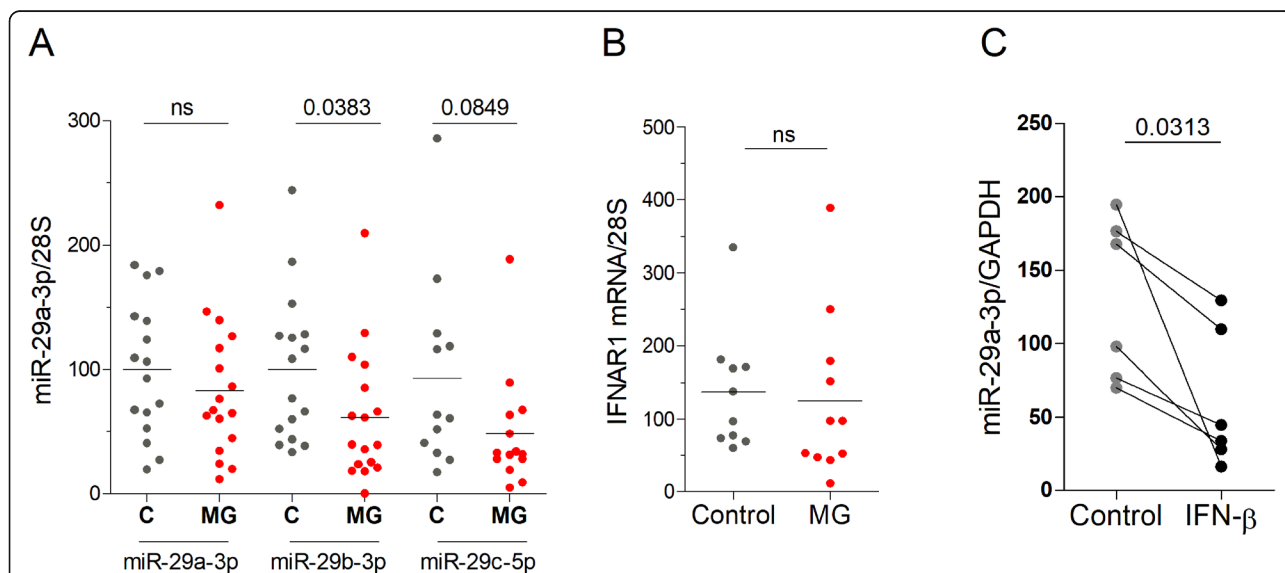 A
miR-29a-3p/28S
ns
0.0383
0.0849
300
200
100
0
C
MG
C
MG
C
MG
miR-29a-3p
miR-29b-3p
miR-29c-5p
B
IFNAR1 mRNA/28S
ns
500
400
300
200
100
0
Control
MG
C
miR-29a-3p/GAPDH
0.0313
250
200
150
100
50
0
Control
IFN-β